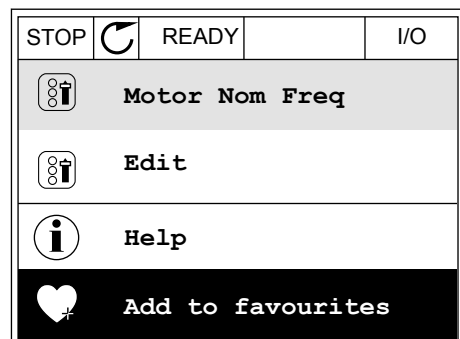 STOP READY I/O
Motor Nom Freq
Edit
Help
Add to favourites